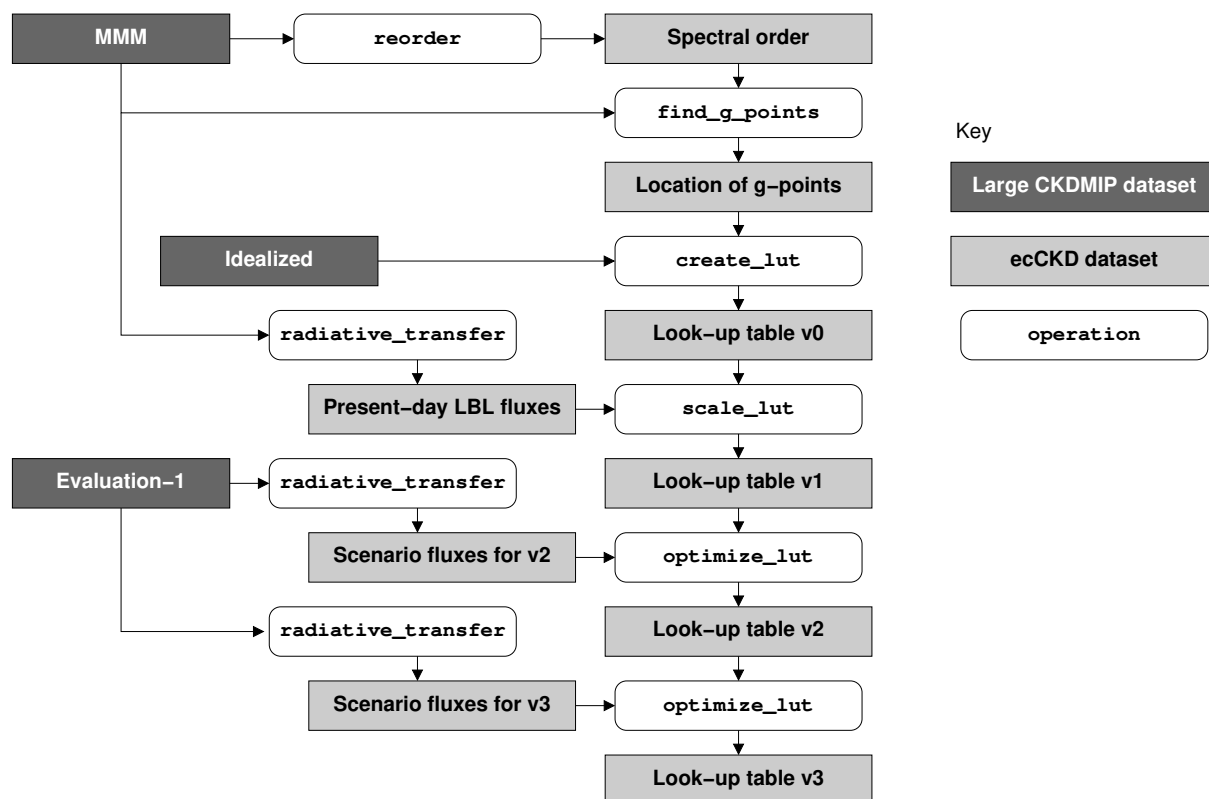 MMM
reorder
Spectral order
find_g_points
Key
Location of g−points
Large CKDMIP dataset
Idealized
create_lut
ecCKD dataset
radiative_transfer
Look−up table v0
operation
Present−day LBL fluxes
scale_lut
Evaluation−1
radiative_transfer
Look−up table v1
Scenario fluxes for v2
optimize_lut
radiative_transfer
Look−up table v2
Scenario fluxes for v3
optimize_lut
Look−up table v3